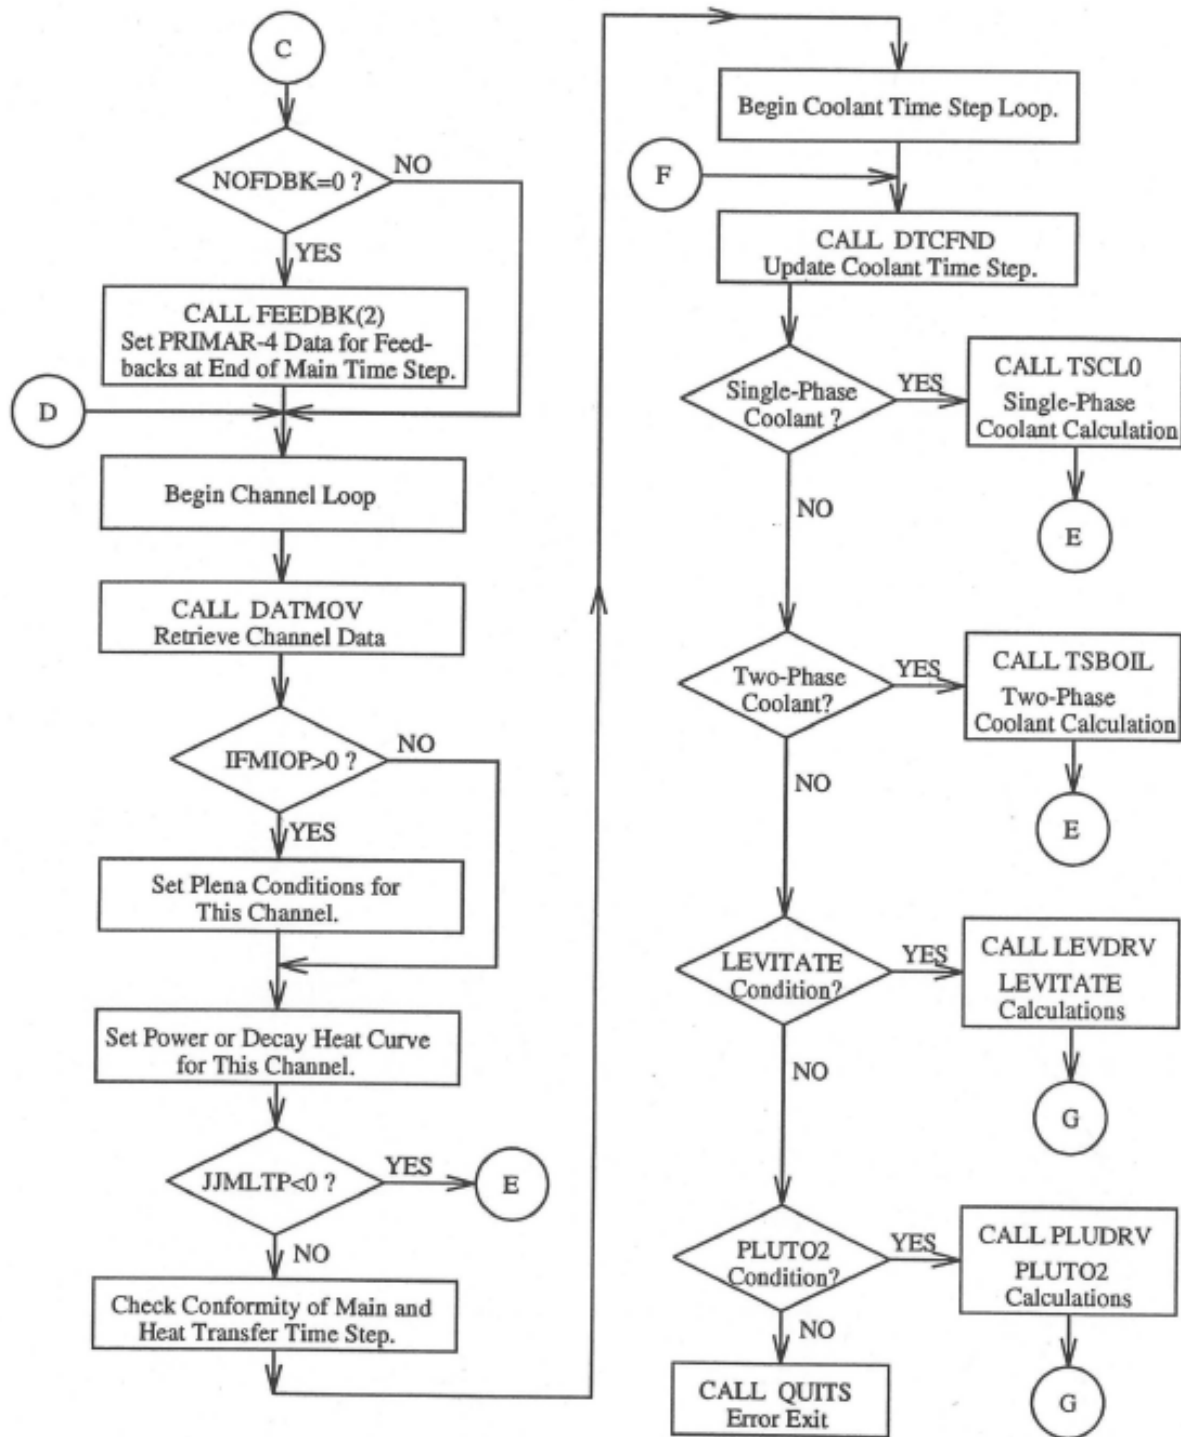 C
NOFDBK=0 ?
NO
YES
CALL FEEDBK(2)
Set PRIMAR-4 Data for Feed-
backs at End of Main Time Step.
D
Begin Channel Loop
CALL DATMOV
Retrieve Channel Data
IFMIOP>0 ?
NO
YES
Set Plena Conditions for
This Channel.
Set Power or Decay Heat Curve
for This Channel.
JJMLTP<0 ?
YES
E
NO
Check Conformity of Main and
Heat Transfer Time Step.
Begin Coolant Time Step Loop.
F
CALL DTCFND
Update Coolant Time Step.
Single-Phase
Coolant ?
YES
CALL TSCL0
Single-Phase
Coolant Calculation
E
NO
Two-Phase
Coolant?
YES
CALL TSBOIL
Two-Phase
Coolant Calculation
E
NO
LEVITATE
Condition?
YES
CALL LEVDRV
LEVITATE
Calculations
G
NO
PLUTO2
Condition?
YES
CALL PLUDRV
PLUTO2
Calculations
G
NO
CALL QUITS
Error Exit